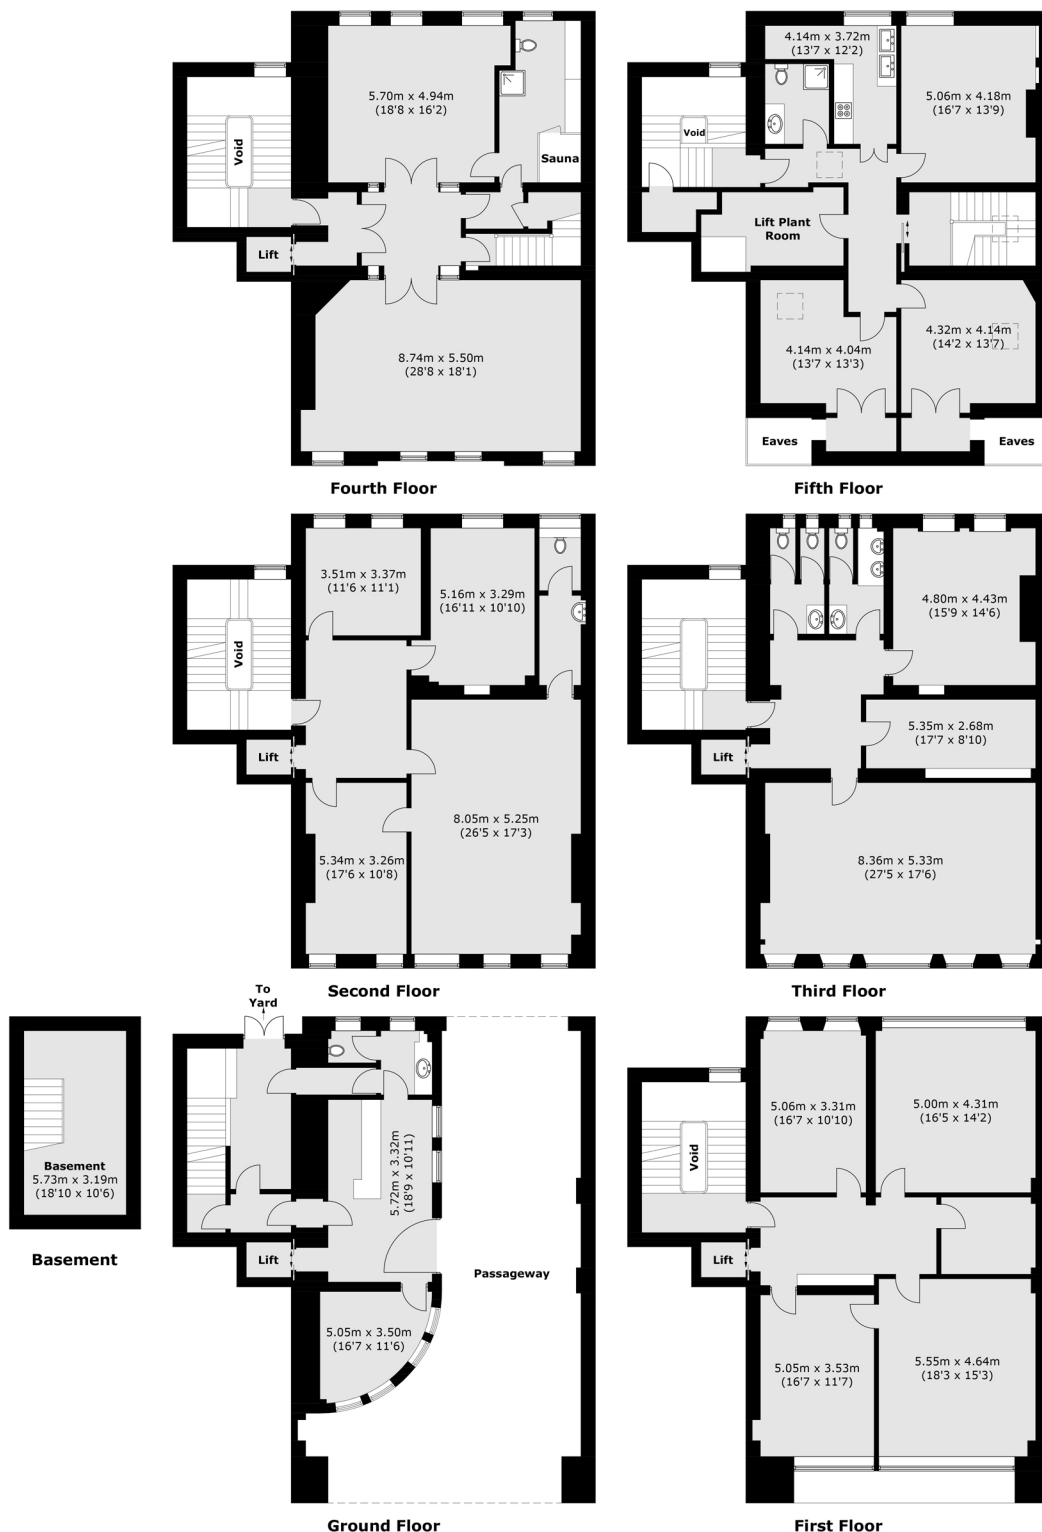 5.70m x 4.94m
(18'8 x 16'2)
Void
Sauna
Lift
8.74m x 5.50m
(28'8 x 18'1)
Fourth Floor
4.14m x 3.72m
(13'7 x 12'2)
5.06m x 4.18m
(16'7 x 13'9)
Void
Lift Plant
Room
4.14m x 4.04m
(13'7 x 13'3)
4.32m x 4.14m
(14'2 x 13'7)
Eaves
Eaves
Fifth Floor
3.51m x 3.37m
(11'6 x 11'1)
5.16m x 3.29m
(16'11 x 10'10)
Void
Lift
8.05m x 5.25m
(26'5 x 17'3)
5.34m x 3.26m
(17'6 x 10'8)
Second Floor
4.80m x 4.43m
(15'9 x 14'6)
5.35m x 2.68m
(17'7 x 8'10)
Lift
8.36m x 5.33m
(27'5 x 17'6)
Third Floor
Basement
5.73m x 3.19m
(18'10 x 10'6)
Basement
To
Yard
5.72m x 3.32m
(18'9 x 10'11)
Lift
Passageway
5.05m x 3.50m
(16'7 x 11'6)
Ground Floor
5.06m x 3.31m
(16'7 x 10'10)
5.00m x 4.31m
(16'5 x 14'2)
Void
Lift
5.05m x 3.53m
(16'7 x 11'7)
5.55m x 4.64m
(18'3 x 15'3)
First Floor